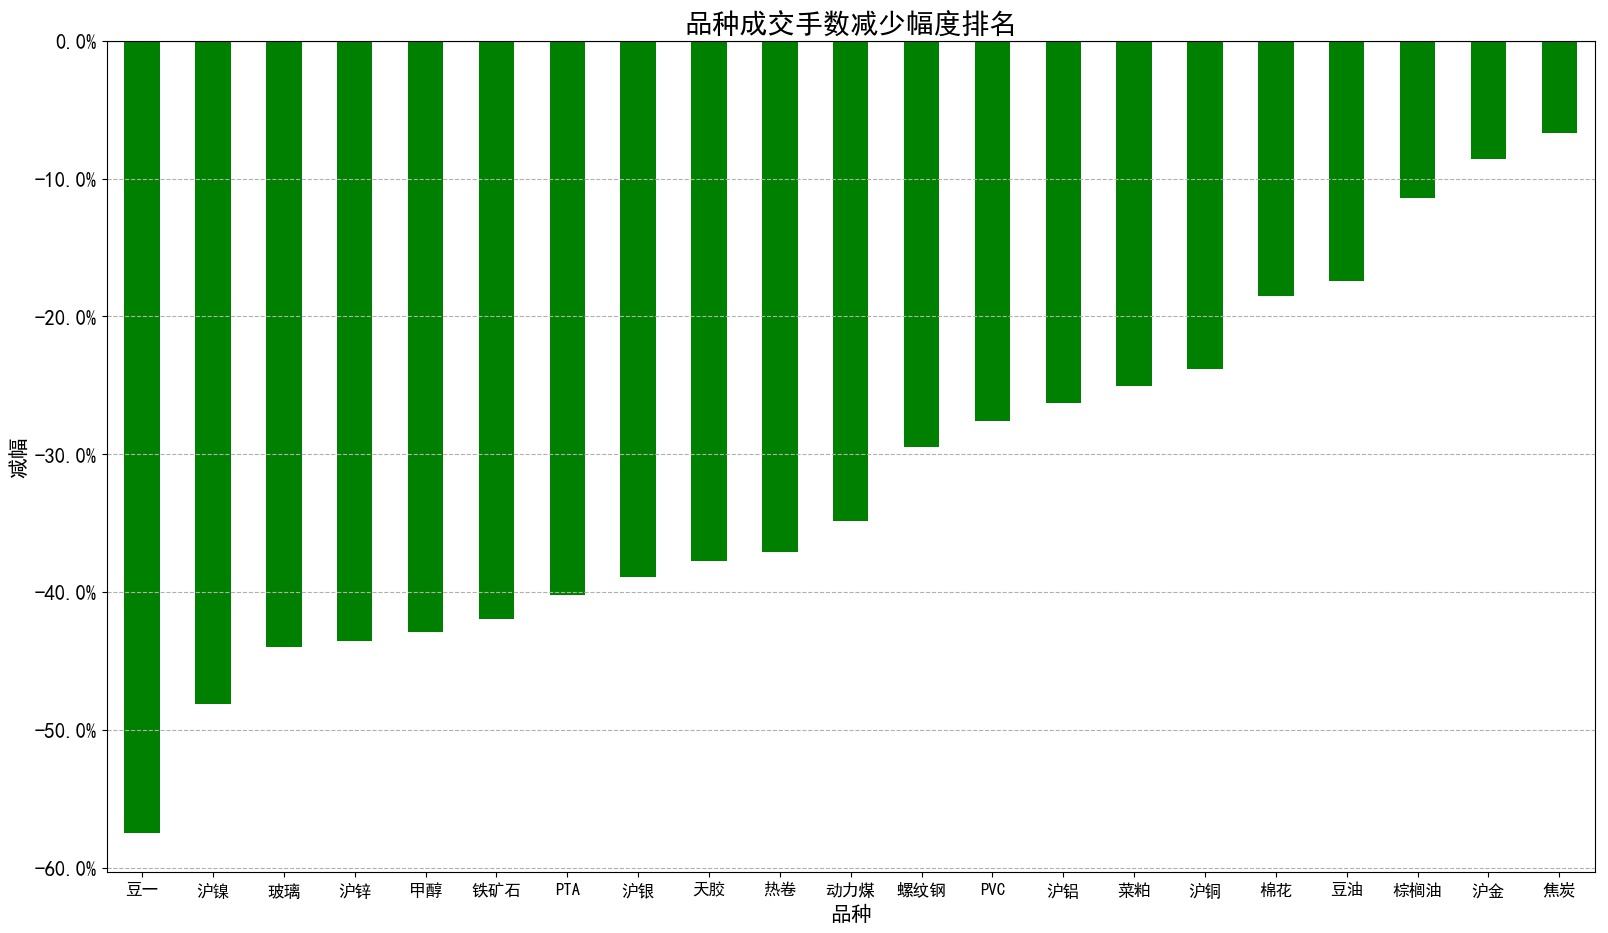 品种成交手数减少幅度排名
0.0%
−10.0%
−20.0%
−30.0%
−40.0%
−50.0%
−60.0%
减幅
豆一 沪镍 玻璃 沪锌 甲醇 铁矿石 PTA 沪银 天胶 热卷 动力煤 螺纹钢 PVC 沪铝 菜粕 沪铜 棉花 豆油 棕榈油 沪金 焦炭
品种